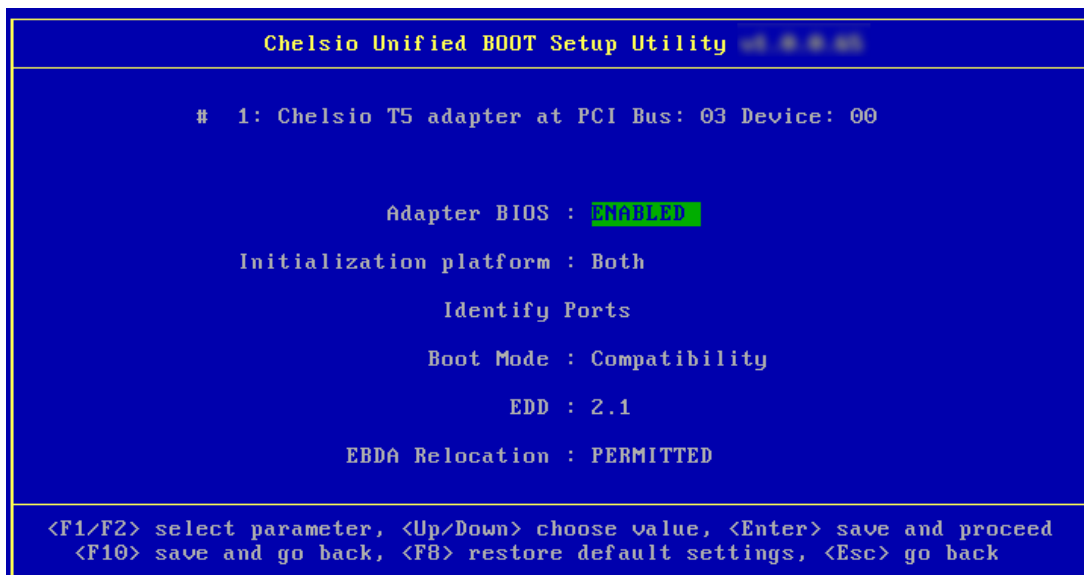 Chelsio Unified BOOT Setup Utility
# 1: Chelsio T5 adapter at PCI Bus: 03 Device: 00
Adapter BIOS : ENABLED
Initialization platform : Both
Identify Ports
Boot Mode : Compatibility
EDD : 2.1
EBDA Relocation : PERMITTED
<F1/F2> select parameter, <Up/Down> choose value, <Enter> save and proceed
<F10> save and go back, <F8> restore default settings, <Esc> go back